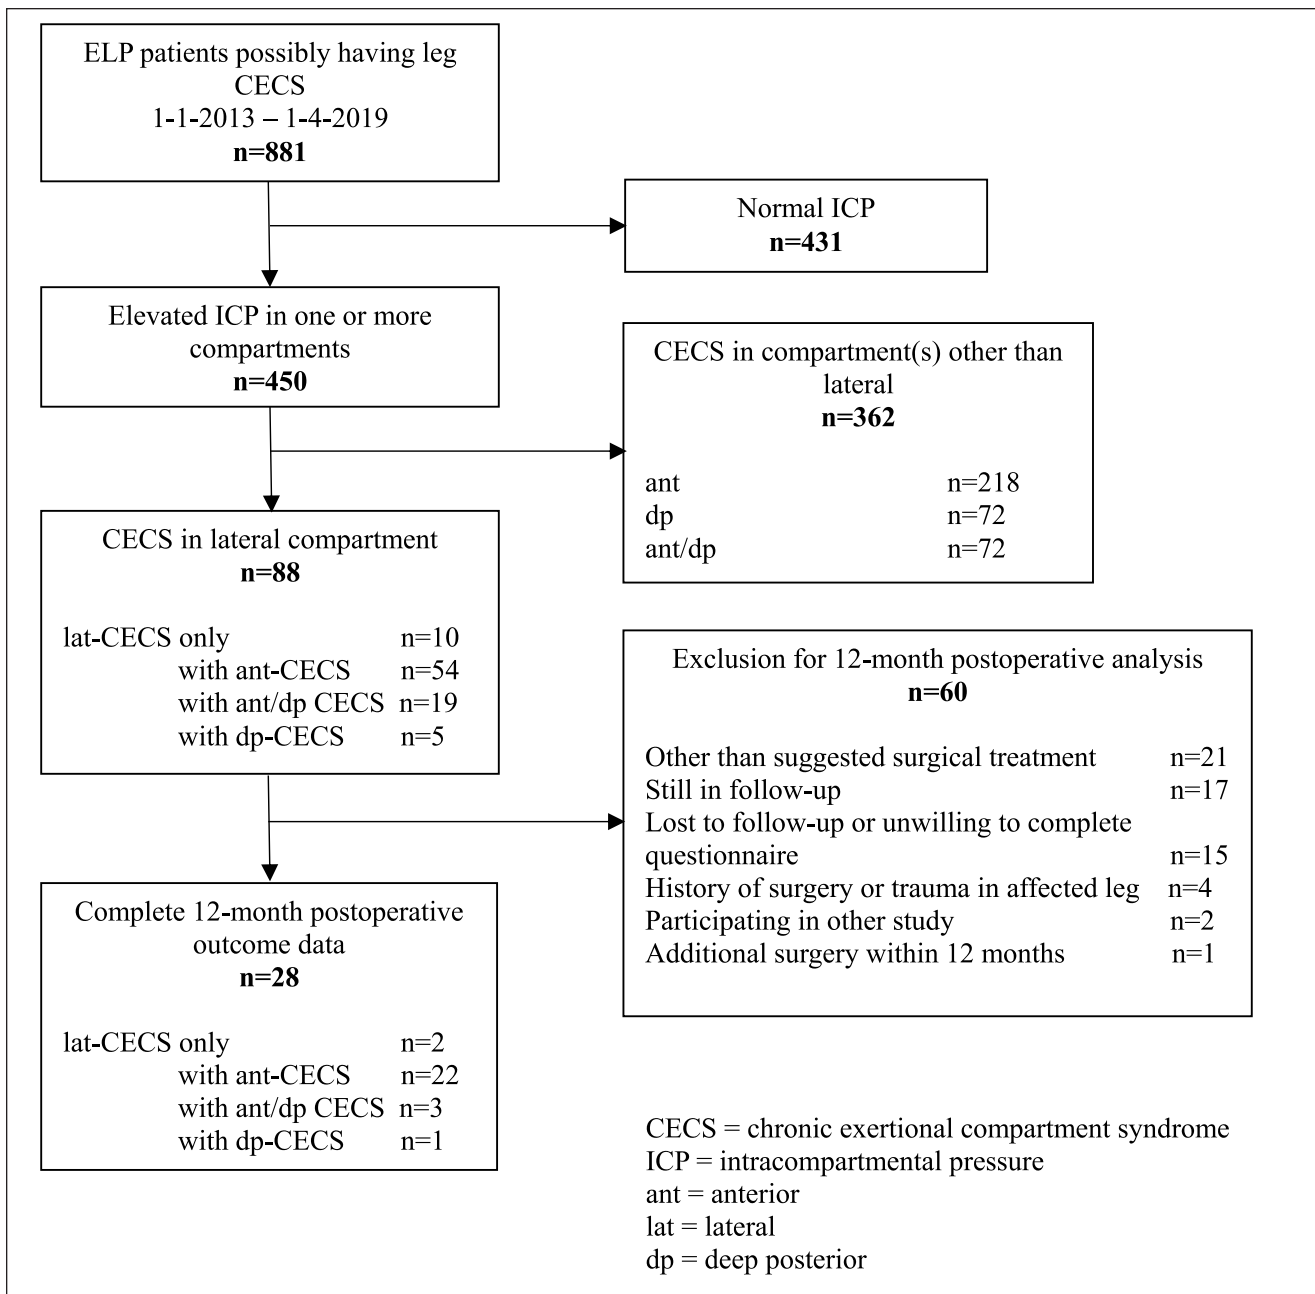 ELP patients possibly having leg
CECS
1-1-2013 – 1-4-2019
n=881
Normal ICP
n=431
Elevated ICP in one or more
compartments
n=450
CECS in compartment(s) other than
lateral
n=362
ant n=218
dp n=72
ant/dp n=72
CECS in lateral compartment
n=88
lat-CECS only n=10
with ant-CECS n=54
with ant/dp CECS n=19
with dp-CECS n=5
Exclusion for 12-month postoperative analysis
n=60
Other than suggested surgical treatment n=21
Still in follow-up n=17
Lost to follow-up or unwilling to complete
questionnaire n=15
History of surgery or trauma in affected leg n=4
Participating in other study n=2
Additional surgery within 12 months n=1
Complete 12-month postoperative
outcome data
n=28
lat-CECS only n=2
with ant-CECS n=22
with ant/dp CECS n=3
with dp-CECS n=1
CECS = chronic exertional compartment syndrome
ICP = intracompartmental pressure
ant = anterior
lat = lateral
dp = deep posterior